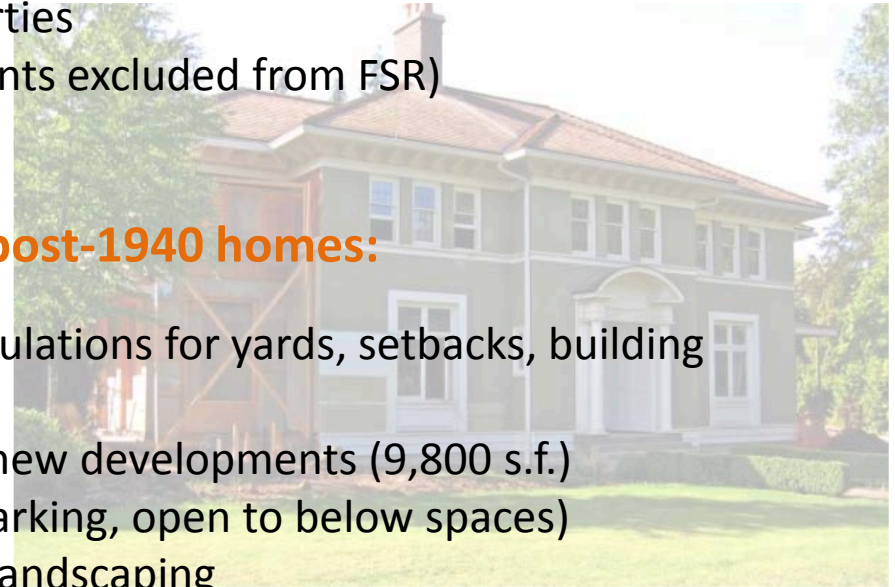 rties
nts excluded from FSR)
post-1940 homes:
ulations for yards, setbacks, building
new developments (9,800 s.f.)
arking, open to below spaces)
andscaping